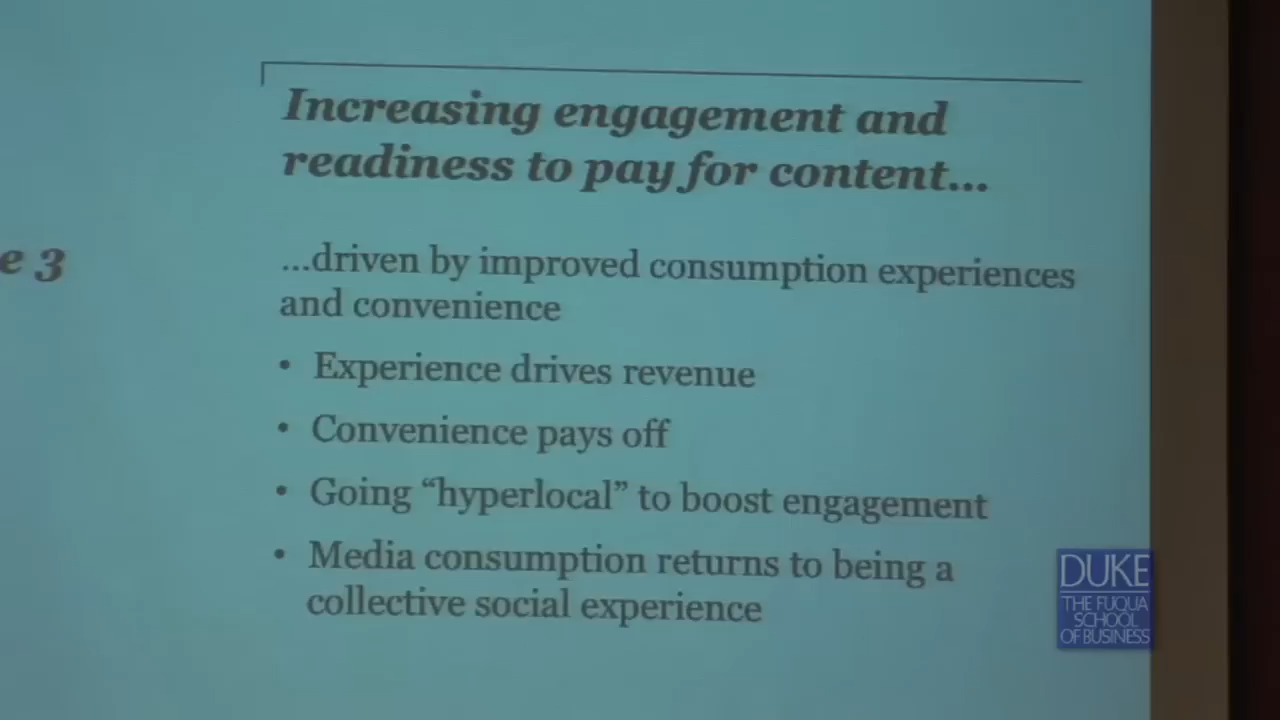 Increasing engagement and
readiness to pay for content...
e 3
...driven by improved consumption experiences
and convenience
• Experience drives revenue
• Convenience pays off
• Going “hyperlocal” to boost engagement
• Media consumption returns to being a
collective social experience
DUKE
THE FUQUA
SCHOOL
OF BUSINESS